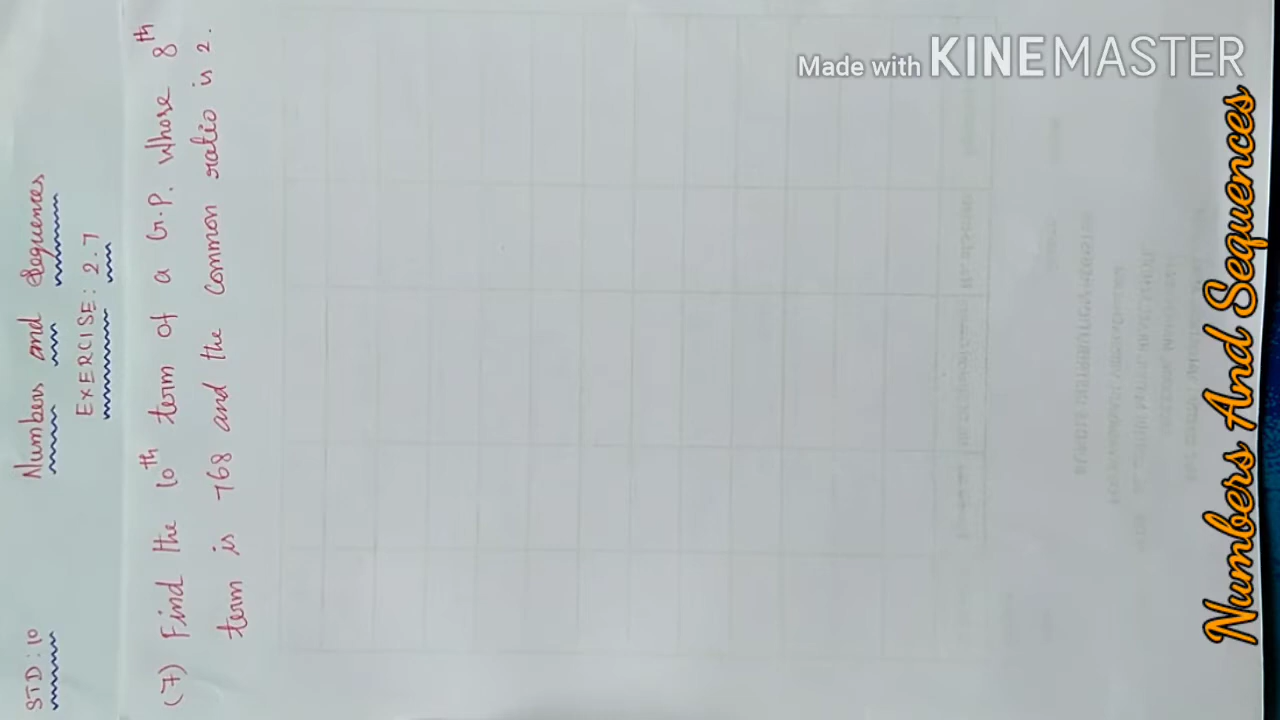 STD: 10 Numbers and Sequences
EXERCISE: 2.7
(7) Find the 10th term of a G.P. whose 8th
term is 768 and the common ratio is 2.
Made with KINEMASTER
Numbers And Sequences